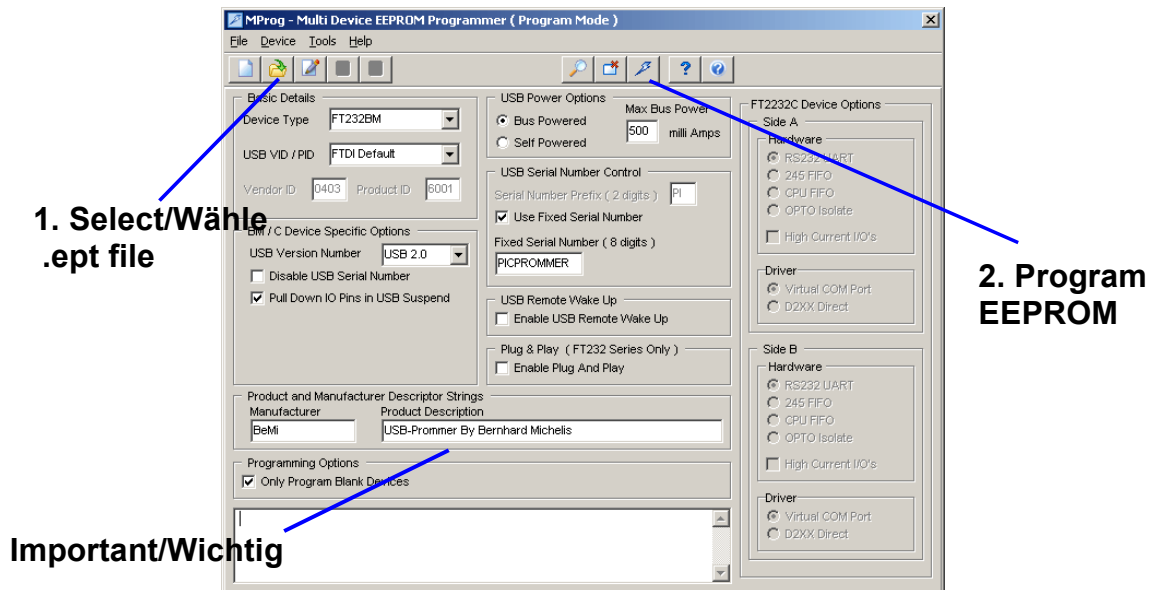 MProg - Multi Device EEPROM Programmer ( Program Mode )
File Device Tools Help
Basic Details
Device Type FT232BM
USB VID / PID FTDI Default
Vendor ID 0403 Product ID 6001
BM / C Device Specific Options
USB Version Number USB 2.0
Disable USB Serial Number
Pull Down IO Pins in USB Suspend
USB Power Options
Bus Powered
Self Powered
Max Bus Power
500 milli Amps
USB Serial Number Control
Serial Number Prefix ( 2 digits ) PI
Use Fixed Serial Number
Fixed Serial Number ( 8 digits )
PICPROMMER
USB Remote Wake Up
Enable USB Remote Wake Up
Plug & Play ( FT232 Series Only )
Enable Plug And Play
Product and Manufacturer Descriptor Strings
Manufacturer Product Description
BeMi USB-Prommer By Bernhard Michelis
Programming Options
Only Program Blank Devices
FT2232C Device Options
Side A
Hardware
RS232 UART
245 FIFO
CPU FIFO
OPTO Isolate
High Current I/O's
Driver
Virtual COM Port
D2XX Direct
Side B
Hardware
RS232 UART
245 FIFO
CPU FIFO
OPTO Isolate
High Current I/O's
Driver
Virtual COM Port
D2XX Direct
1. Select/Wähle
.ept file
2. Program
EEPROM
Important/Wichtig